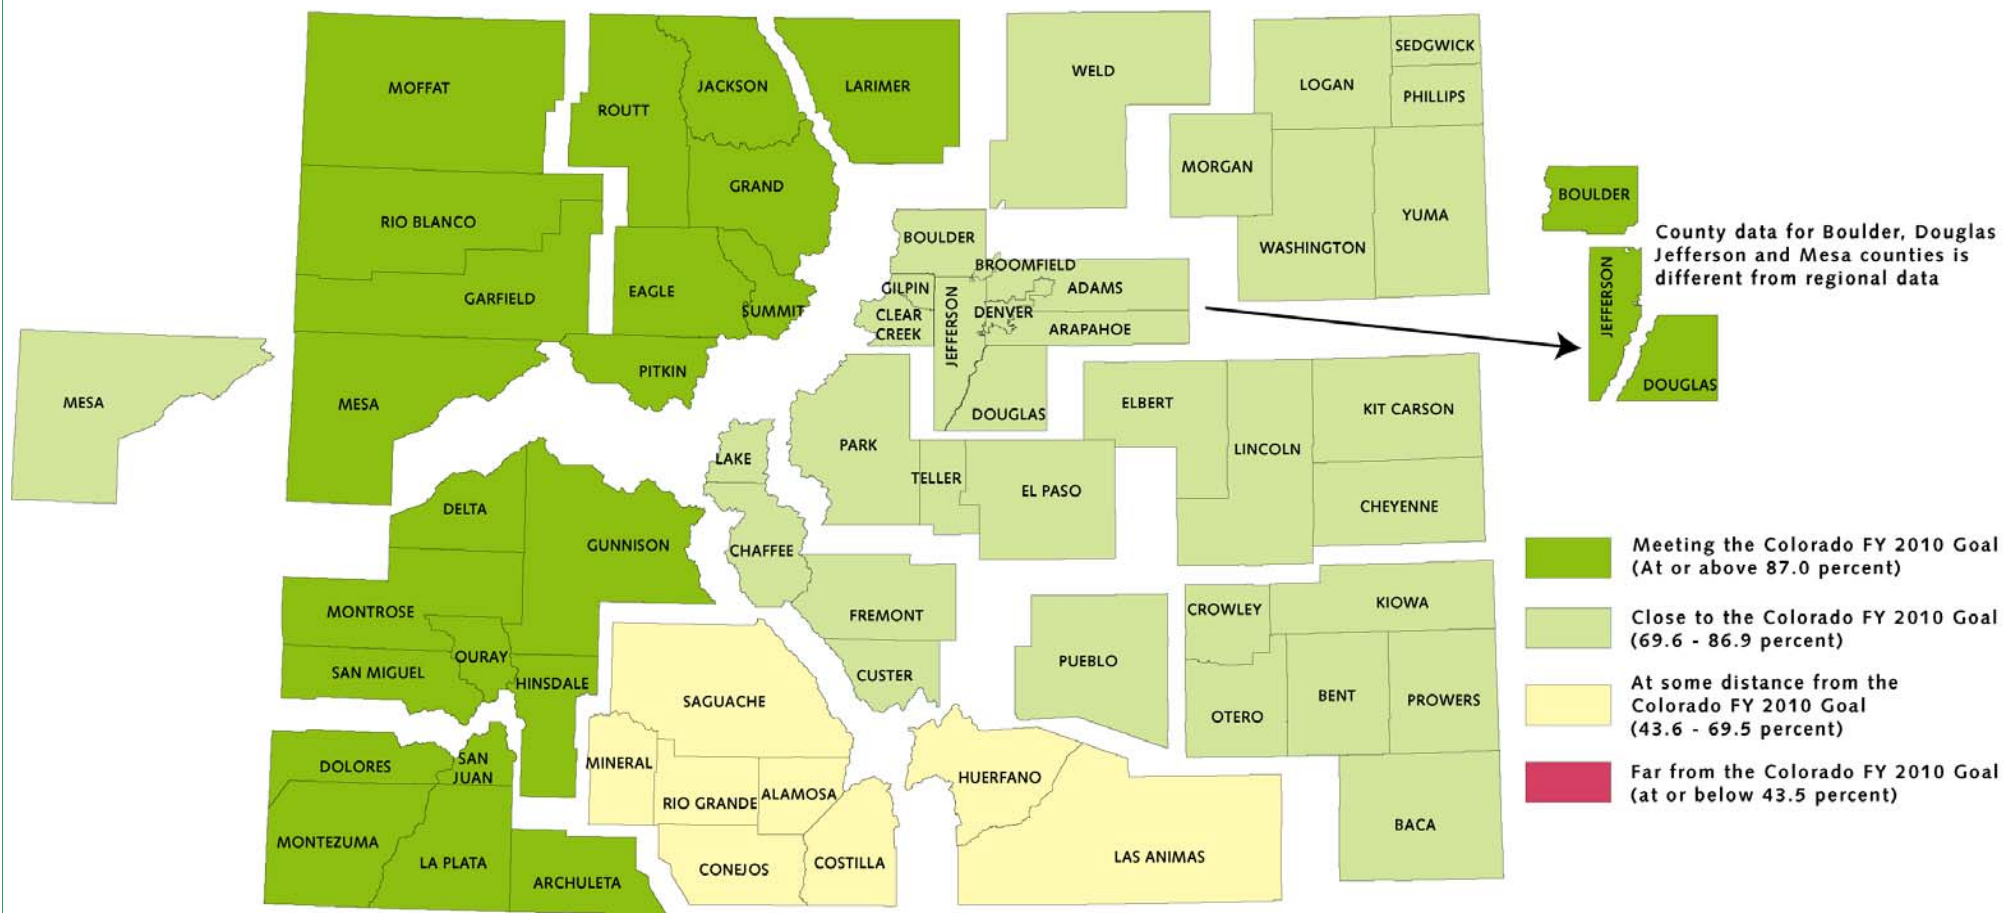 MOFFAT
ROUTT
JACKSON
LARIMER
WELD
LOGAN
SEDGWICK
PHILLIPS
MORGAN
WASHINGTON
YUMA
RIO BLANCO
GRAND
GARFIELD
EAGLE
SUMMIT
BOULDER
BROOMFIELD
GILPIN
CLEAR
CREEK
JEFFERSON
DENVER
ADAMS
ARAPAHOE
DOUGLAS
BOULDER
JEFFERSON
DOUGLAS
County data for Boulder, Douglas
Jefferson and Mesa counties is
different from regional data
MESA
MESA
PITKIN
LAKE
PARK
TELLER
EL PASO
ELBERT
LINCOLN
KIT CARSON
CHEYENNE
DELTA
GUNNISON
CHAFFEE
MONTROSE
OURAY
SAN MIGUEL
HINSDALE
FREMONT
CUSTER
PUEBLO
CROWLEY
KIOWA
OTERO
BENT
PROWERS
BACA
SAGUACHE
MINERAL
RIO GRANDE
ALAMOSA
CONEJOS
COSTILLA
HUERFANO
LAS ANIMAS
DOLORES
SAN
JUAN
MONTEZUMA
LA PLATA
ARCHULETA
Meeting the Colorado FY 2010 Goal
(At or above 87.0 percent)
Close to the Colorado FY 2010 Goal
(69.6 - 86.9 percent)
At some distance from the
Colorado FY 2010 Goal
(43.6 - 69.5 percent)
Far from the Colorado FY 2010 Goal
(at or below 43.5 percent)